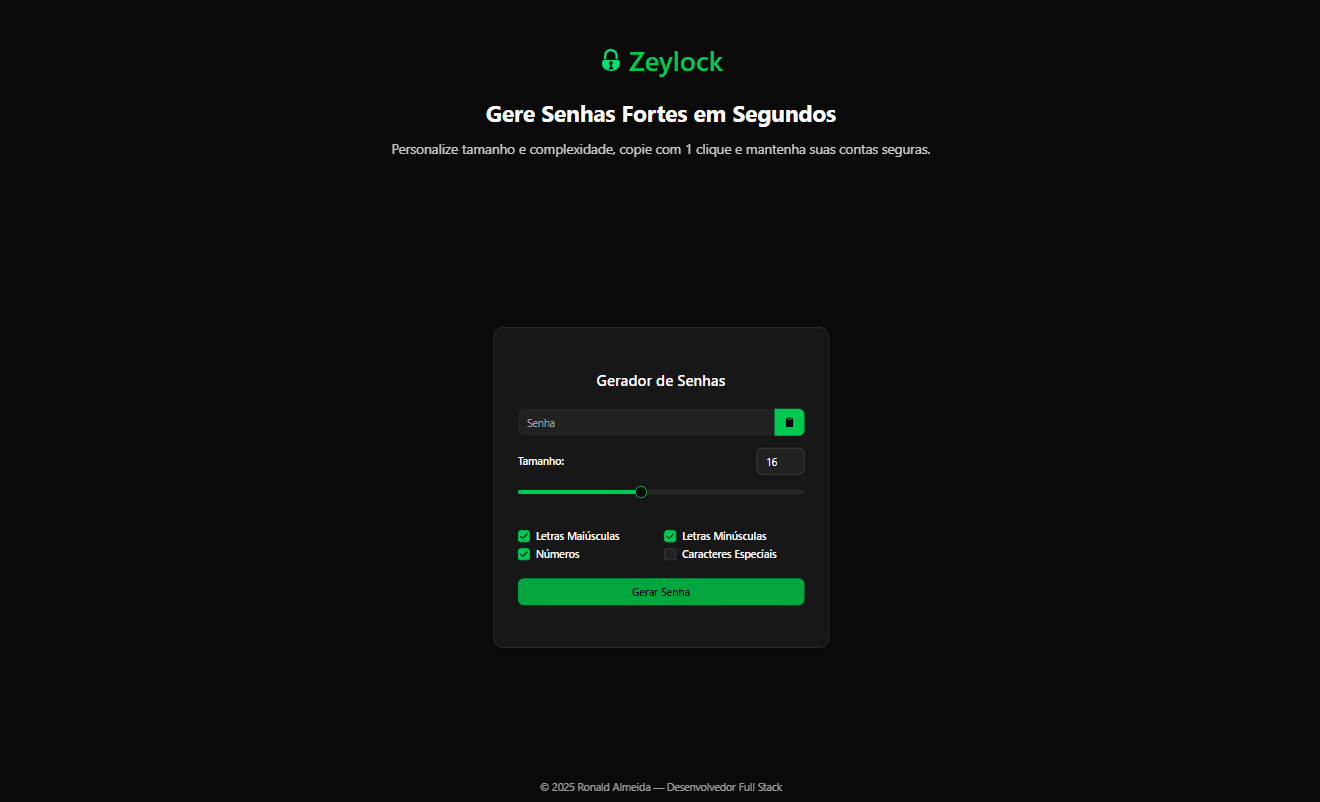 Zeylock
Gere Senhas Fortes em Segundos
Personalize tamanho e complexidade, copie com 1 clique e mantenha suas contas seguras.
Gerador de Senhas
Senha
Tamanho:
16
Letras Maiúsculas
Letras Minúsculas
Números
Caracteres Especiais
Gerar Senha
© 2025 Ronald Almeida — Desenvolvedor Full Stack